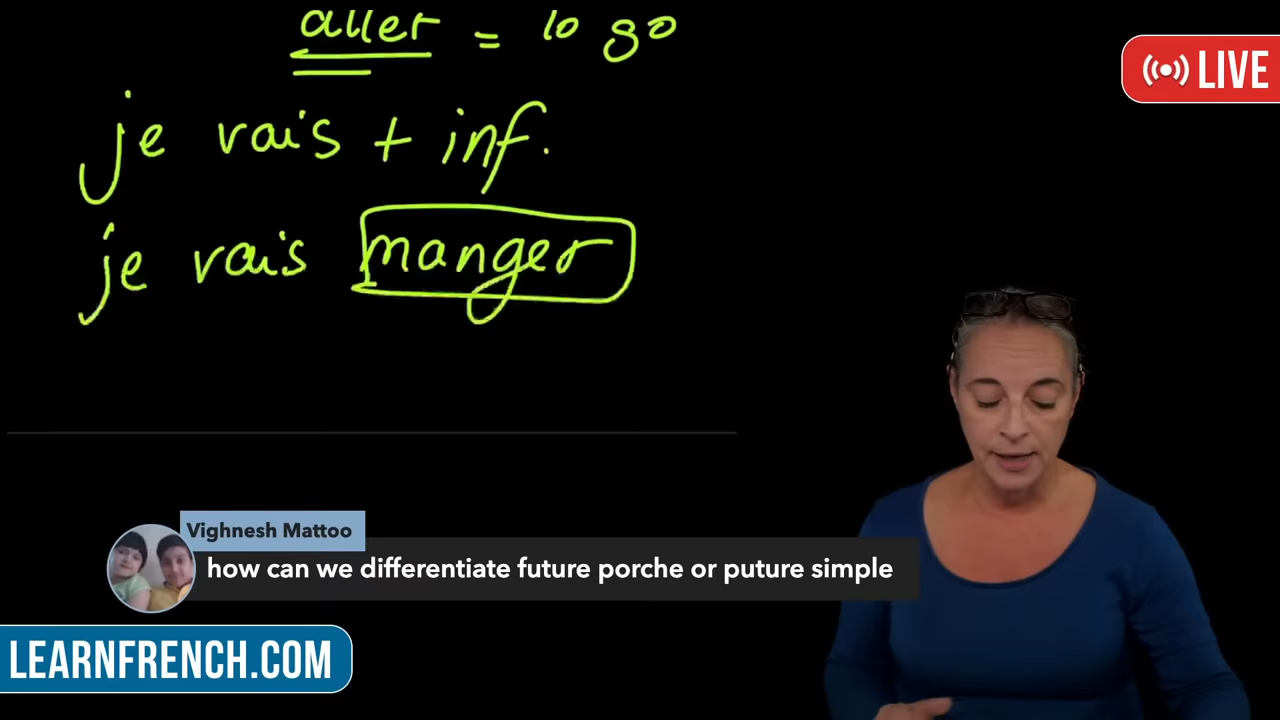 aller = to go
LIVE
je vais + inf.
je vais manger
Vighnesh Mattoo
how can we differentiate future porche or puture simple
LEARNFRENCH.COM